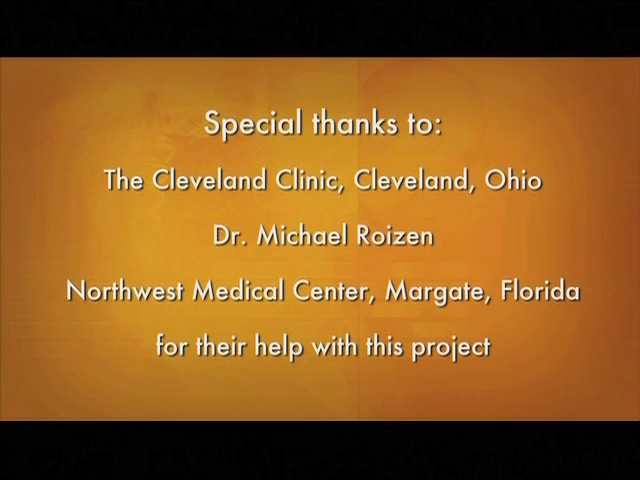 Special thanks to:
The Cleveland Clinic, Cleveland, Ohio
Dr. Michael Roizen
Northwest Medical Center, Margate, Florida
for their help with this project